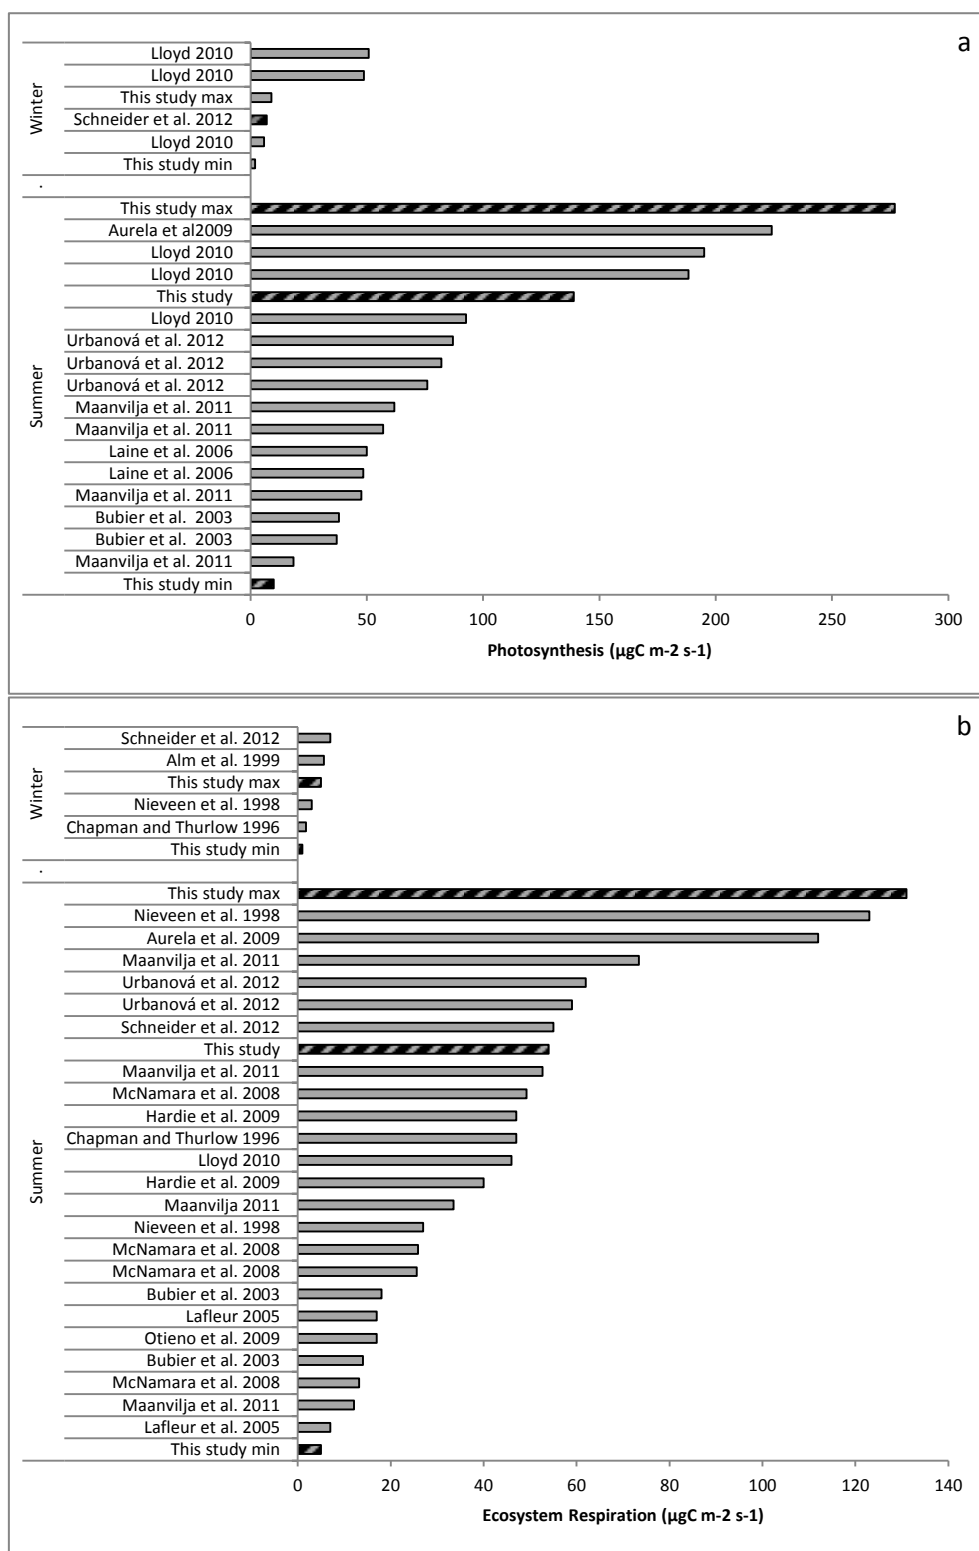 a
Winter
Lloyd 2010
Lloyd 2010
This study max
Schneider et al. 2012
Lloyd 2010
This study min
.
Summer
This study max
Aurela et al2009
Lloyd 2010
Lloyd 2010
This study
Lloyd 2010
Urbanová et al. 2012
Urbanová et al. 2012
Urbanová et al. 2012
Maanvilja et al. 2011
Maanvilja et al. 2011
Laine et al. 2006
Laine et al. 2006
Maanvilja et al. 2011
Bubier et al.  2003
Bubier et al.  2003
Maanvilja et al. 2011
This study min
0 50 100 150 200 250 300
Photosynthesis (µgC m-2 s-1)
b
Winter
Schneider et al. 2012
Alm et al. 1999
This study max
Nieveen et al. 1998
Chapman and Thurlow 1996
This study min
.
Summer
This study max
Nieveen et al. 1998
Aurela et al. 2009
Maanvilja et al. 2011
Urbanová et al. 2012
Urbanová et al. 2012
Schneider et al. 2012
This study
Maanvilja et al. 2011
McNamara et al. 2008
Hardie et al. 2009
Chapman and Thurlow 1996
Lloyd 2010
Hardie et al. 2009
Maanvilja 2011
Nieveen et al. 1998
McNamara et al. 2008
McNamara et al. 2008
Bubier et al. 2003
Lafleur 2005
Otieno et al. 2009
Bubier et al. 2003
McNamara et al. 2008
Maanvilja et al. 2011
Lafleur et al. 2005
This study min
0 20 40 60 80 100 120 140
Ecosystem Respiration (µgC m-2 s-1)